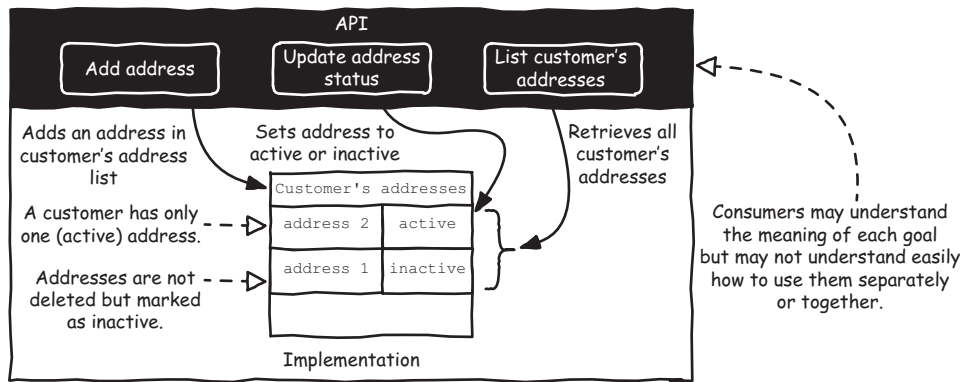 API
Add address
Update address
status
List customer's
addresses
Adds an address in
customer's address
list
Sets address to
active or inactive
Retrieves all
customer's
addresses
Customer's addresses
A customer has only
one (active) address.
address 2
active
Addresses are not
deleted but marked
as inactive.
address 1
inactive
Implementation
Consumers may understand
the meaning of each goal
but may not understand easily
how to use them separately
or together.